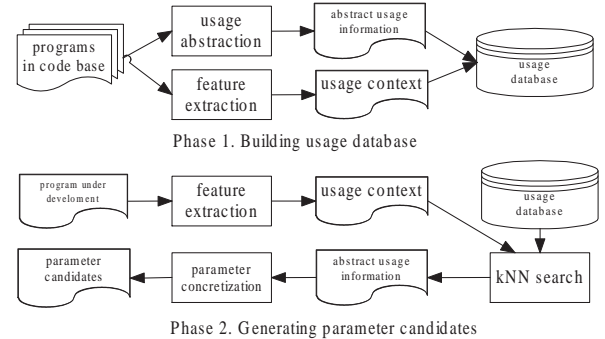 usage
abstraction
abstract usage
information
programs
in code base
usage
database
feature
extraction
usage context
Phase 1. Building usage database
program under
develoment
feature
extraction
usage context
usage
database
parameter
candidates
parameter
concretization
abstract usage
information
kNN search
Phase 2. Generating parameter candidates